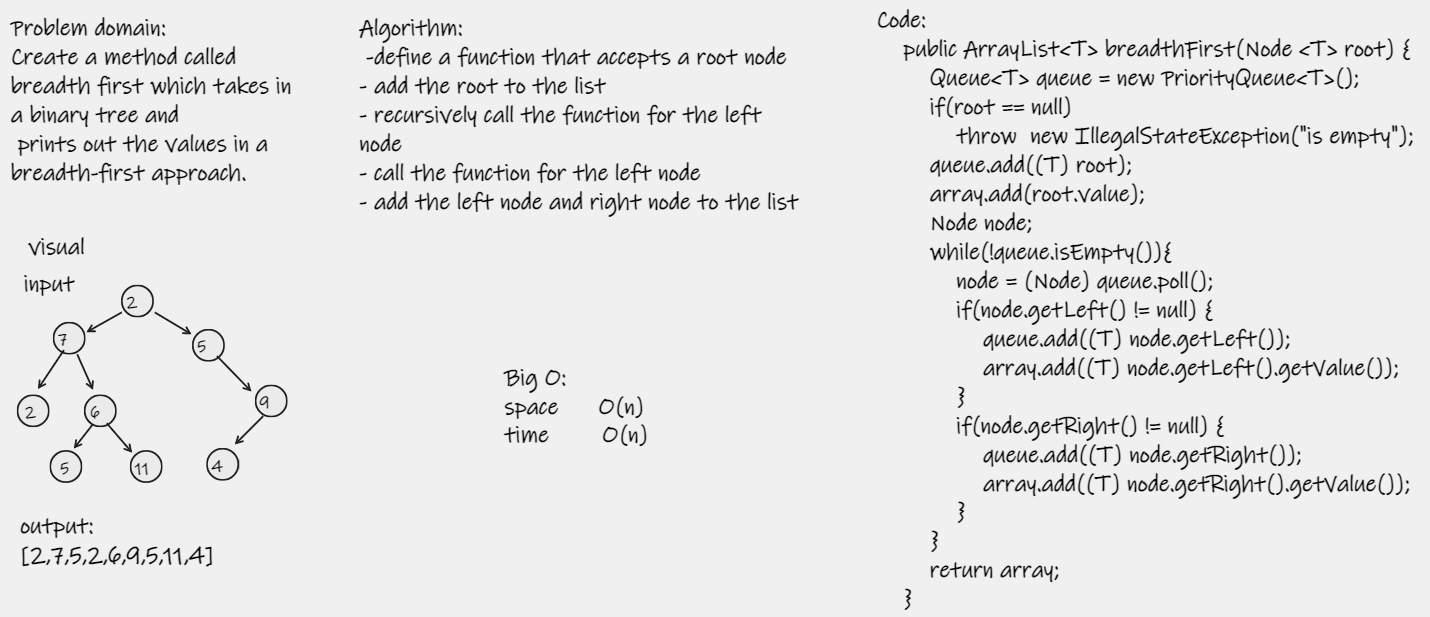 Problem domain:
Create a method called
breadth first which takes in
a binary tree and
prints out the values in a
breadth-first approach.
visual
input
2
7
5
2
6
9
5
11
4
output:
[2,7,5,2,6,9,5,11,4]
Algorithm:
-define a function that accepts a root node
- add the root to the list
- recursively call the function for the left
node
- call the function for the left node
- add the left node and right node to the list
Big O:
space O(n)
time O(n)
Code:
public ArrayList<T> breadthFirst(Node <T> root) {
Queue<T> queue = new PriorityQueue<T>();
if(root == null)
throw new IllegalStateException("is empty");
queue.add((T) root);
array.add(root.value);
Node node;
while(!queue.isEmpty()){
node = (Node) queue.poll();
if(node.getLeft() != null) {
queue.add((T) node.getLeft());
array.add((T) node.getLeft().getValue());
}
if(node.getRight() != null) {
queue.add((T) node.getRight());
array.add((T) node.getRight().getValue());
}
}
return array;
}